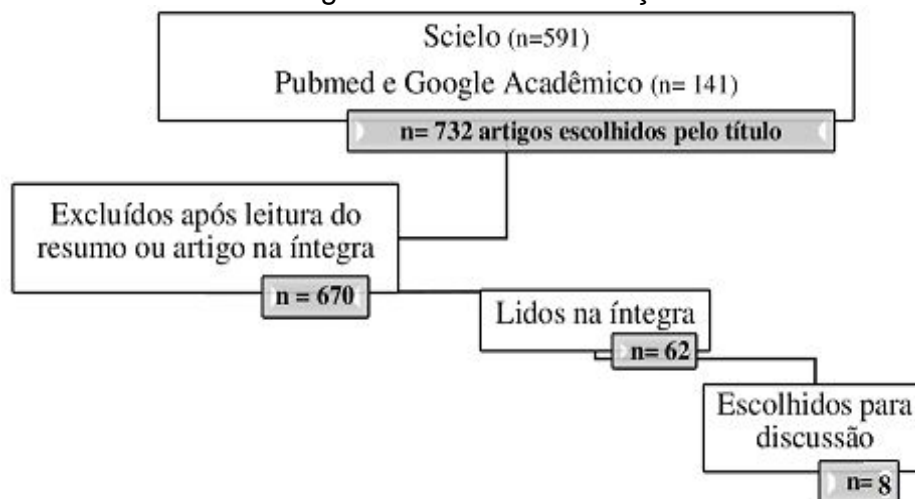 Scielo (n=591)
Pubmed e Google Acadêmico (n= 141)
n= 732 artigos escolhidos pelo título
Excluídos após leitura do
resumo ou artigo na íntegra
n = 670
Lidos na íntegra
n= 62
Escolhidos para
discussão
n= 8